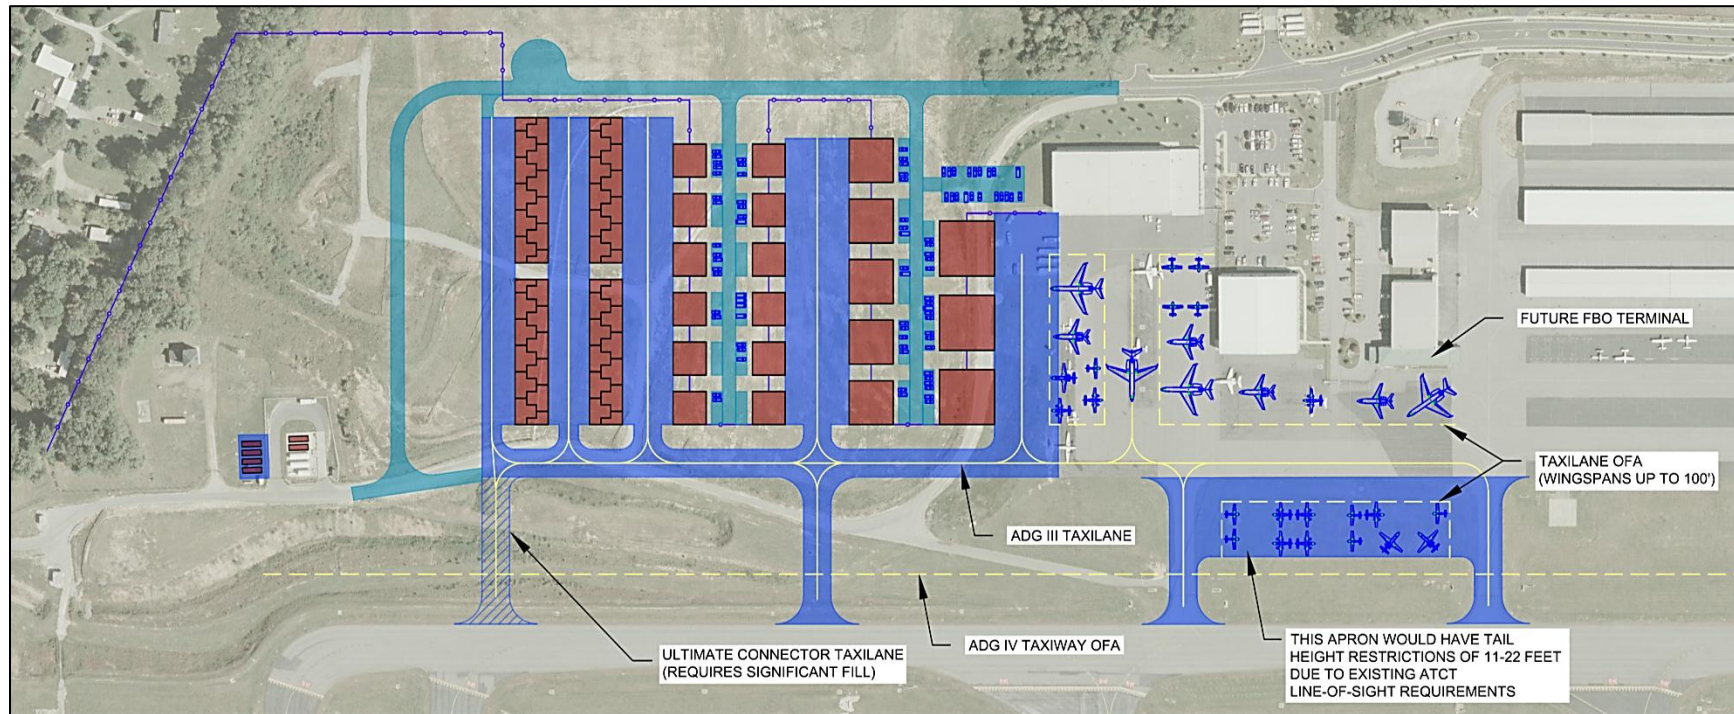 FUTURE FBO TERMINAL
TAXILANE OFA
(WINGSPANS UP TO 100')
ADG III TAXILANE
ADG IV TAXIWAY OFA
ULTIMATE CONNECTOR TAXILANE
(REQUIRES SIGNIFICANT FILL)
THIS APRON WOULD HAVE TAIL
HEIGHT RESTRICTIONS OF 11-22 FEET
DUE TO EXISTING ATCT
LINE-OF-SIGHT REQUIREMENTS